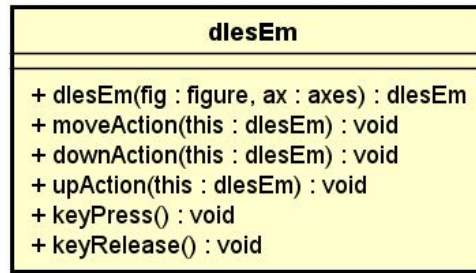 dlesEm
+ dlesEm(fig : figure, ax : axes) : dlesEm
+ moveAction(this : dlesEm) : void
+ downAction(this : dlesEm) : void
+ upAction(this : dlesEm) : void
+ keyPress() : void
+ keyRelease() : void